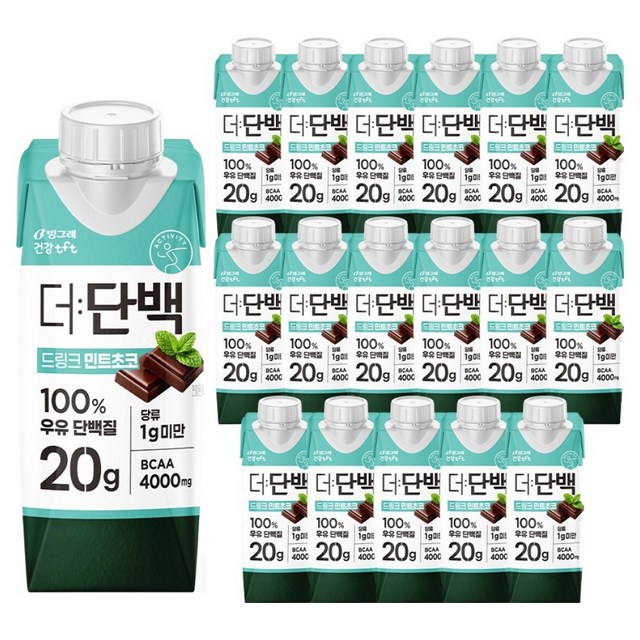 빙그레
건강tft
ACTIVITY
더:단백
드링크 민트초코
100%
우유 단백질
20g
당류
1g미만
BCAA
4000mg